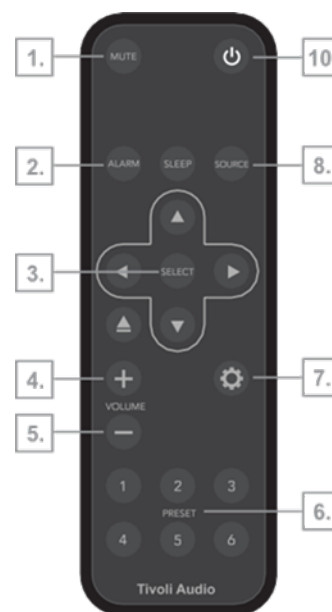 1. MUTE 10
2. ALARM SLEEP SOURCE 8.
3. SELECT
4. 7.
VOLUME
5.
1 2 3
PRESET 6.
4 5 6
Tivoli Audio